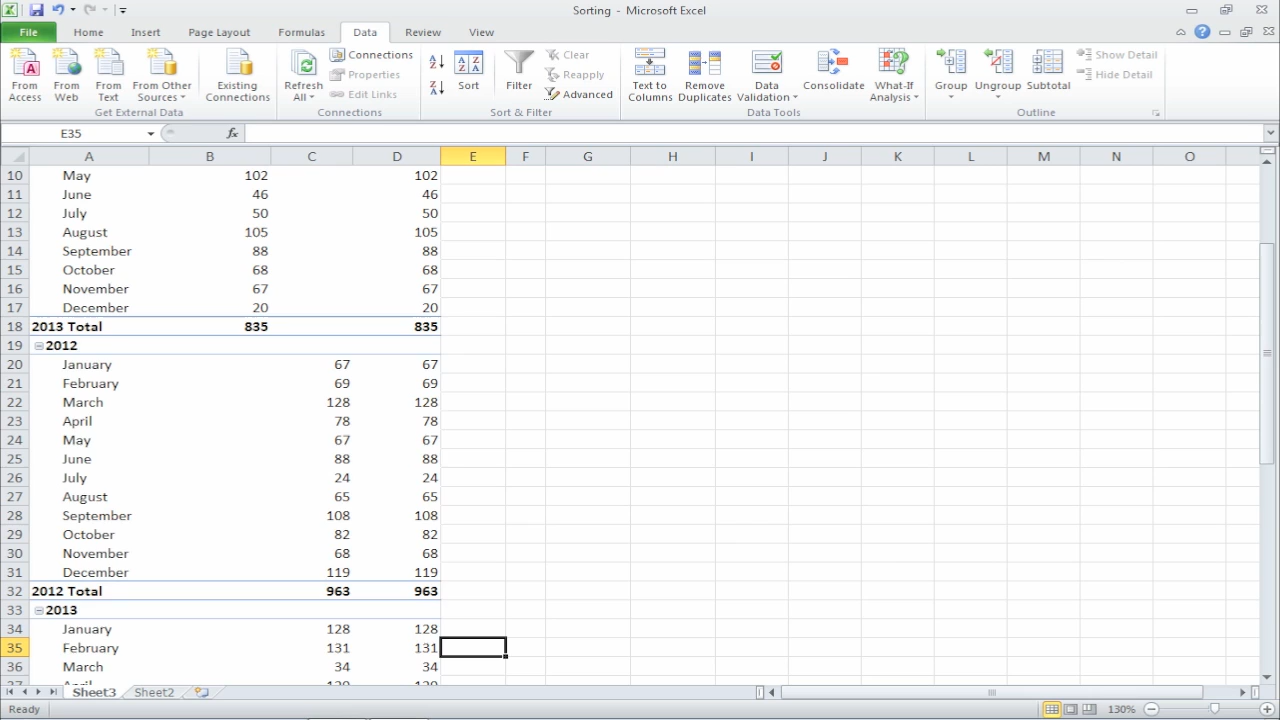 Sorting - Microsoft Excel
File Home Insert Page Layout Formulas Data Review View
From Access
From Web
From Text
From Other Sources
Existing Connections
Get External Data
Refresh All
Connections
Properties
Edit Links
Connections
A Z
Z A
A Z Z A
Sort
Filter
Clear
Reapply
Advanced
Sort & Filter
Text to Columns
Remove Duplicates
Data Validation
Consolidate
What-If Analysis
Data Tools
Group
Ungroup
Subtotal
Show Detail
Hide Detail
Outline
E35 fx
A B C D E F G H I J K L M N O
10 May 102 102
11 June 46 46
12 July 50 50
13 August 105 105
14 September 88 88
15 October 68 68
16 November 67 67
17 December 20 20
18 2013 Total 835 835
19 2012
20 January 67 67
21 February 69 69
22 March 128 128
23 April 78 78
24 May 67 67
25 June 88 88
26 July 24 24
27 August 65 65
28 September 108 108
29 October 82 82
30 November 68 68
31 December 119 119
32 2012 Total 963 963
33 2013
34 January 128 128
35 February 131 131
36 March 34 34
37 April
Sheet3 Sheet2
Ready 130%